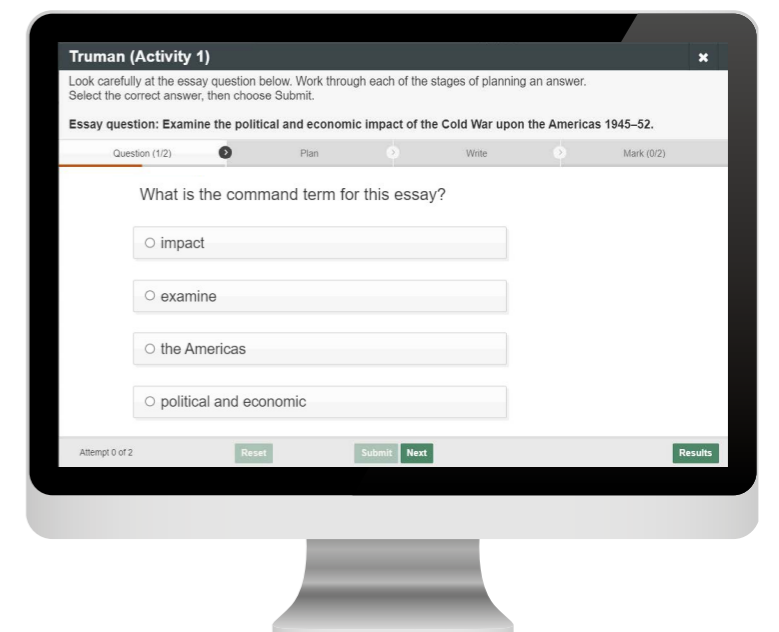 Truman (Activity 1)
Look carefully at the essay question below. Work through each of the stages of planning an answer.
Select the correct answer, then choose Submit.
Essay question: Examine the political and economic impact of the Cold War upon the Americas 1945–52.
Question (1/2) Plan Write Mark (0/2)
What is the command term for this essay?
impact
examine
the Americas
political and economic
Attempt 0 of 2 Reset Submit Next Results